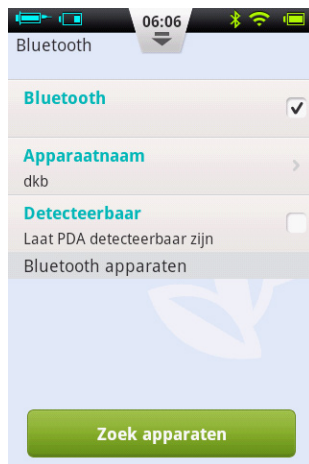 06:06
Bluetooth
Bluetooth
Apparaatnaam
dkb
Detecteerbaar
Laat PDA detecteerbaar zijn
Bluetooth apparaten
Zoek apparaten